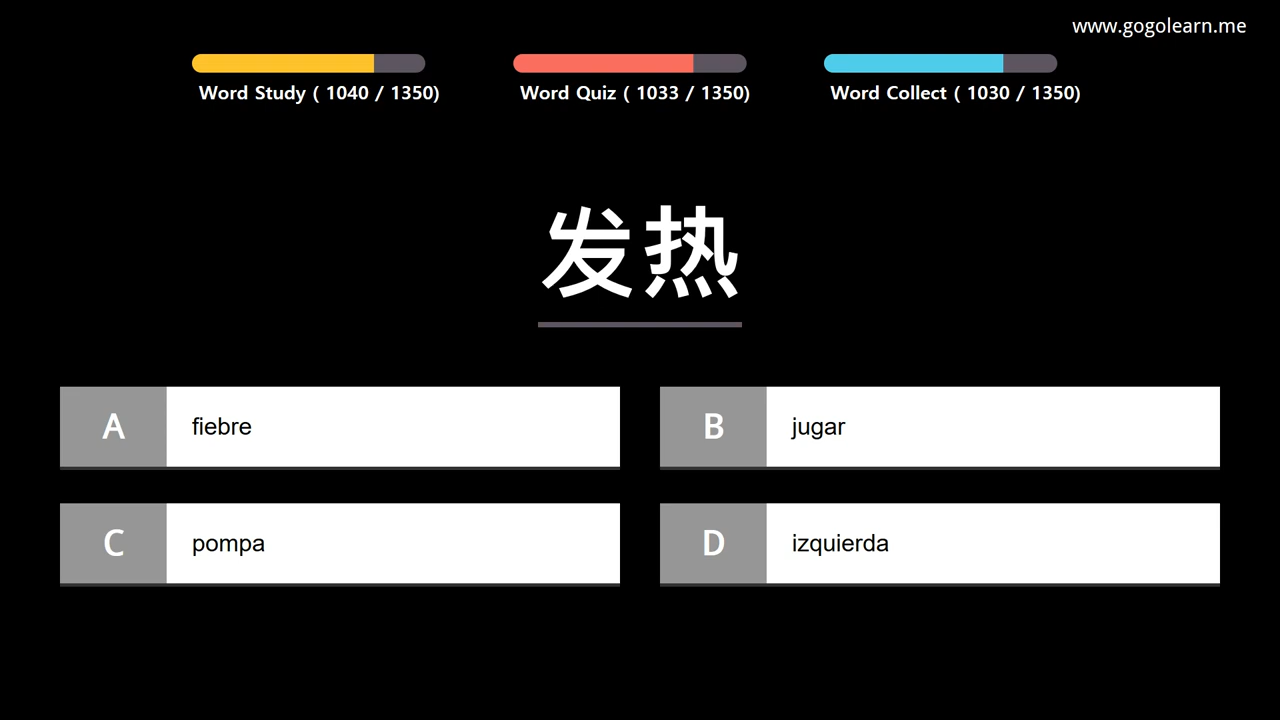 www.gogolearn.me
Word Study ( 1040 / 1350)
Word Quiz ( 1033 / 1350)
Word Collect ( 1030 / 1350)
发热
A fiebre
B jugar
C pompa
D izquierda